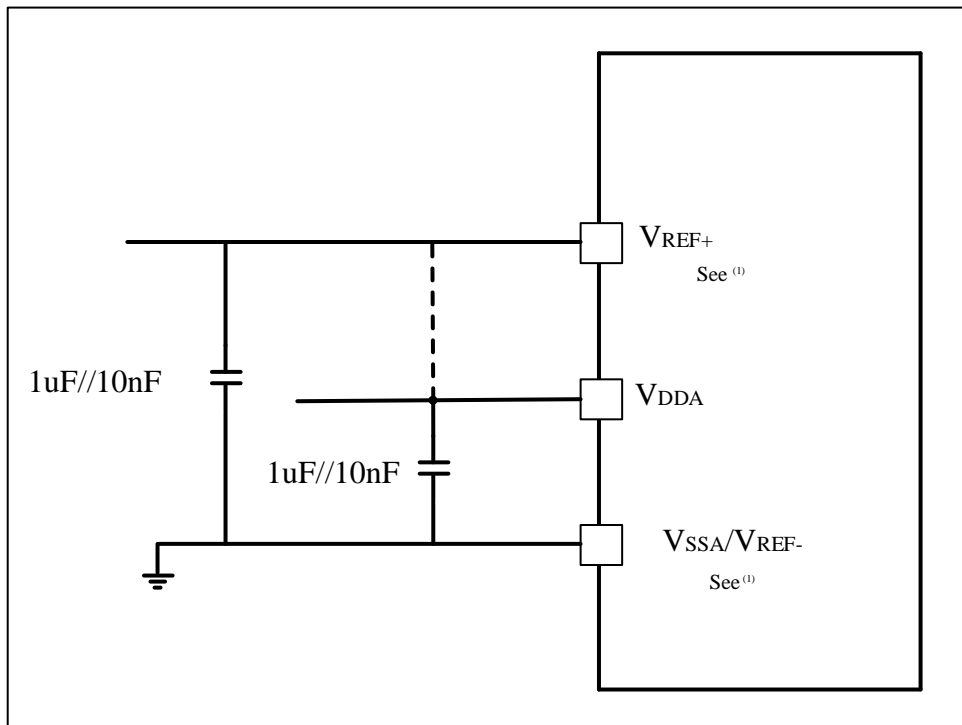 VREF+
See (1)
1uF//10nF
VDDA
1uF//10nF
VSSA/VREF-
See (1)